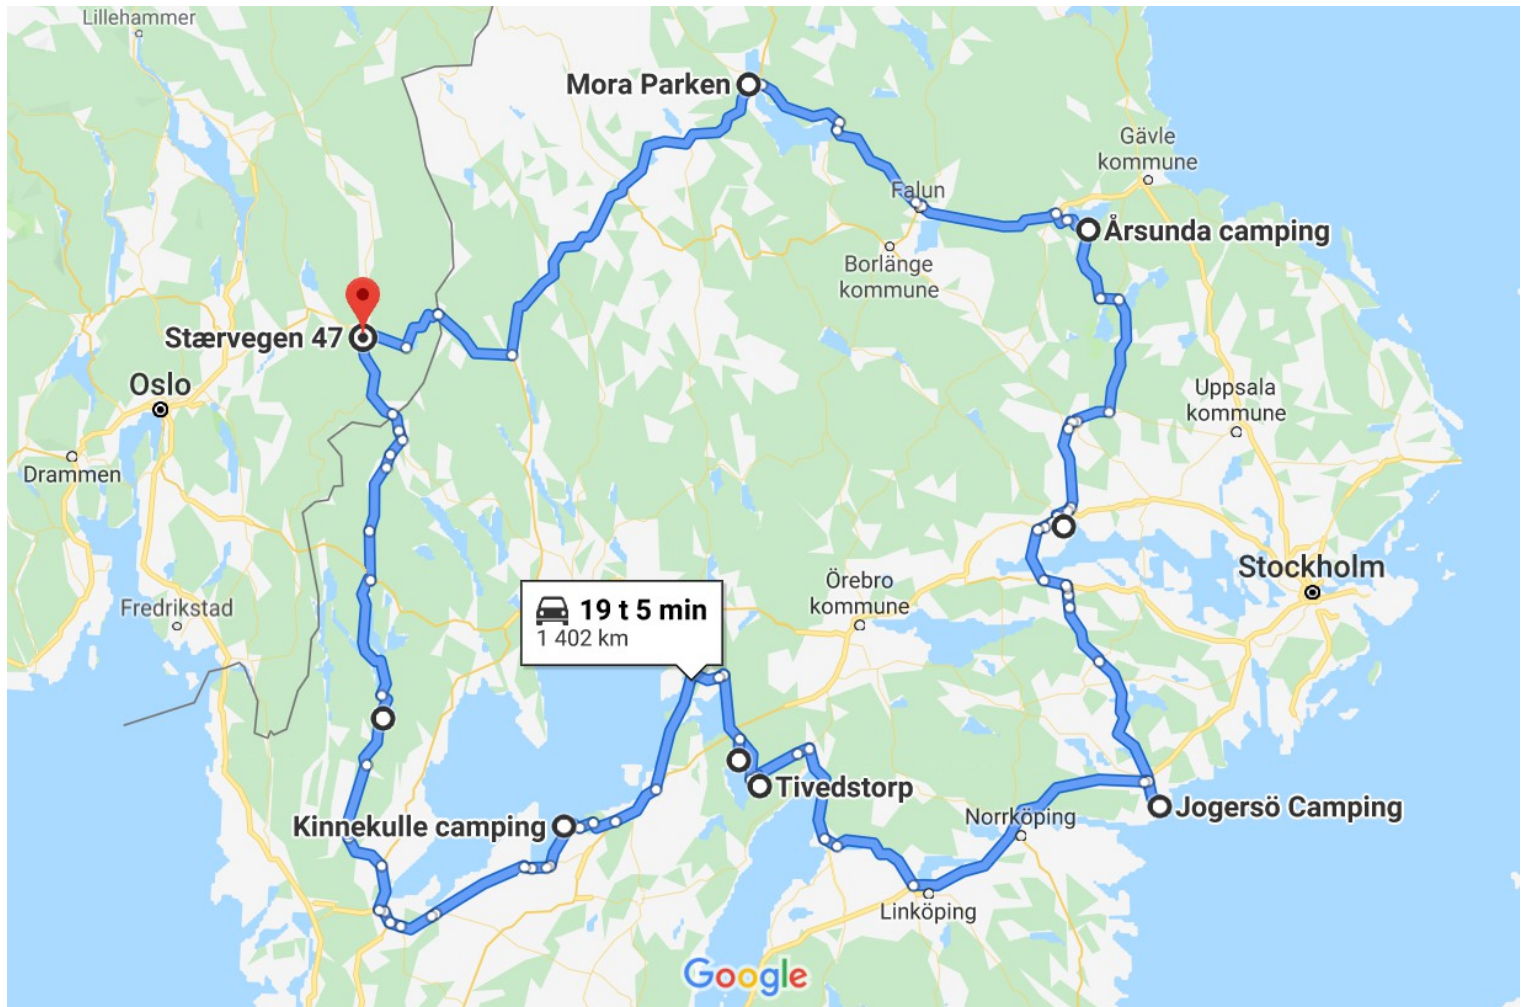 Lillehammer
Mora Parken
Gävle
kommune
Falun
Årsunda camping
Borlänge
kommune
Stærvegen 47
Oslo
Uppsala
kommune
Drammen
Stockholm
Örebro
kommune
19 t 5 min
1 402 km
Fredrikstad
Tivedstorp
Jogersö Camping
Norrköping
Kinnekulle camping
Linköping
Google